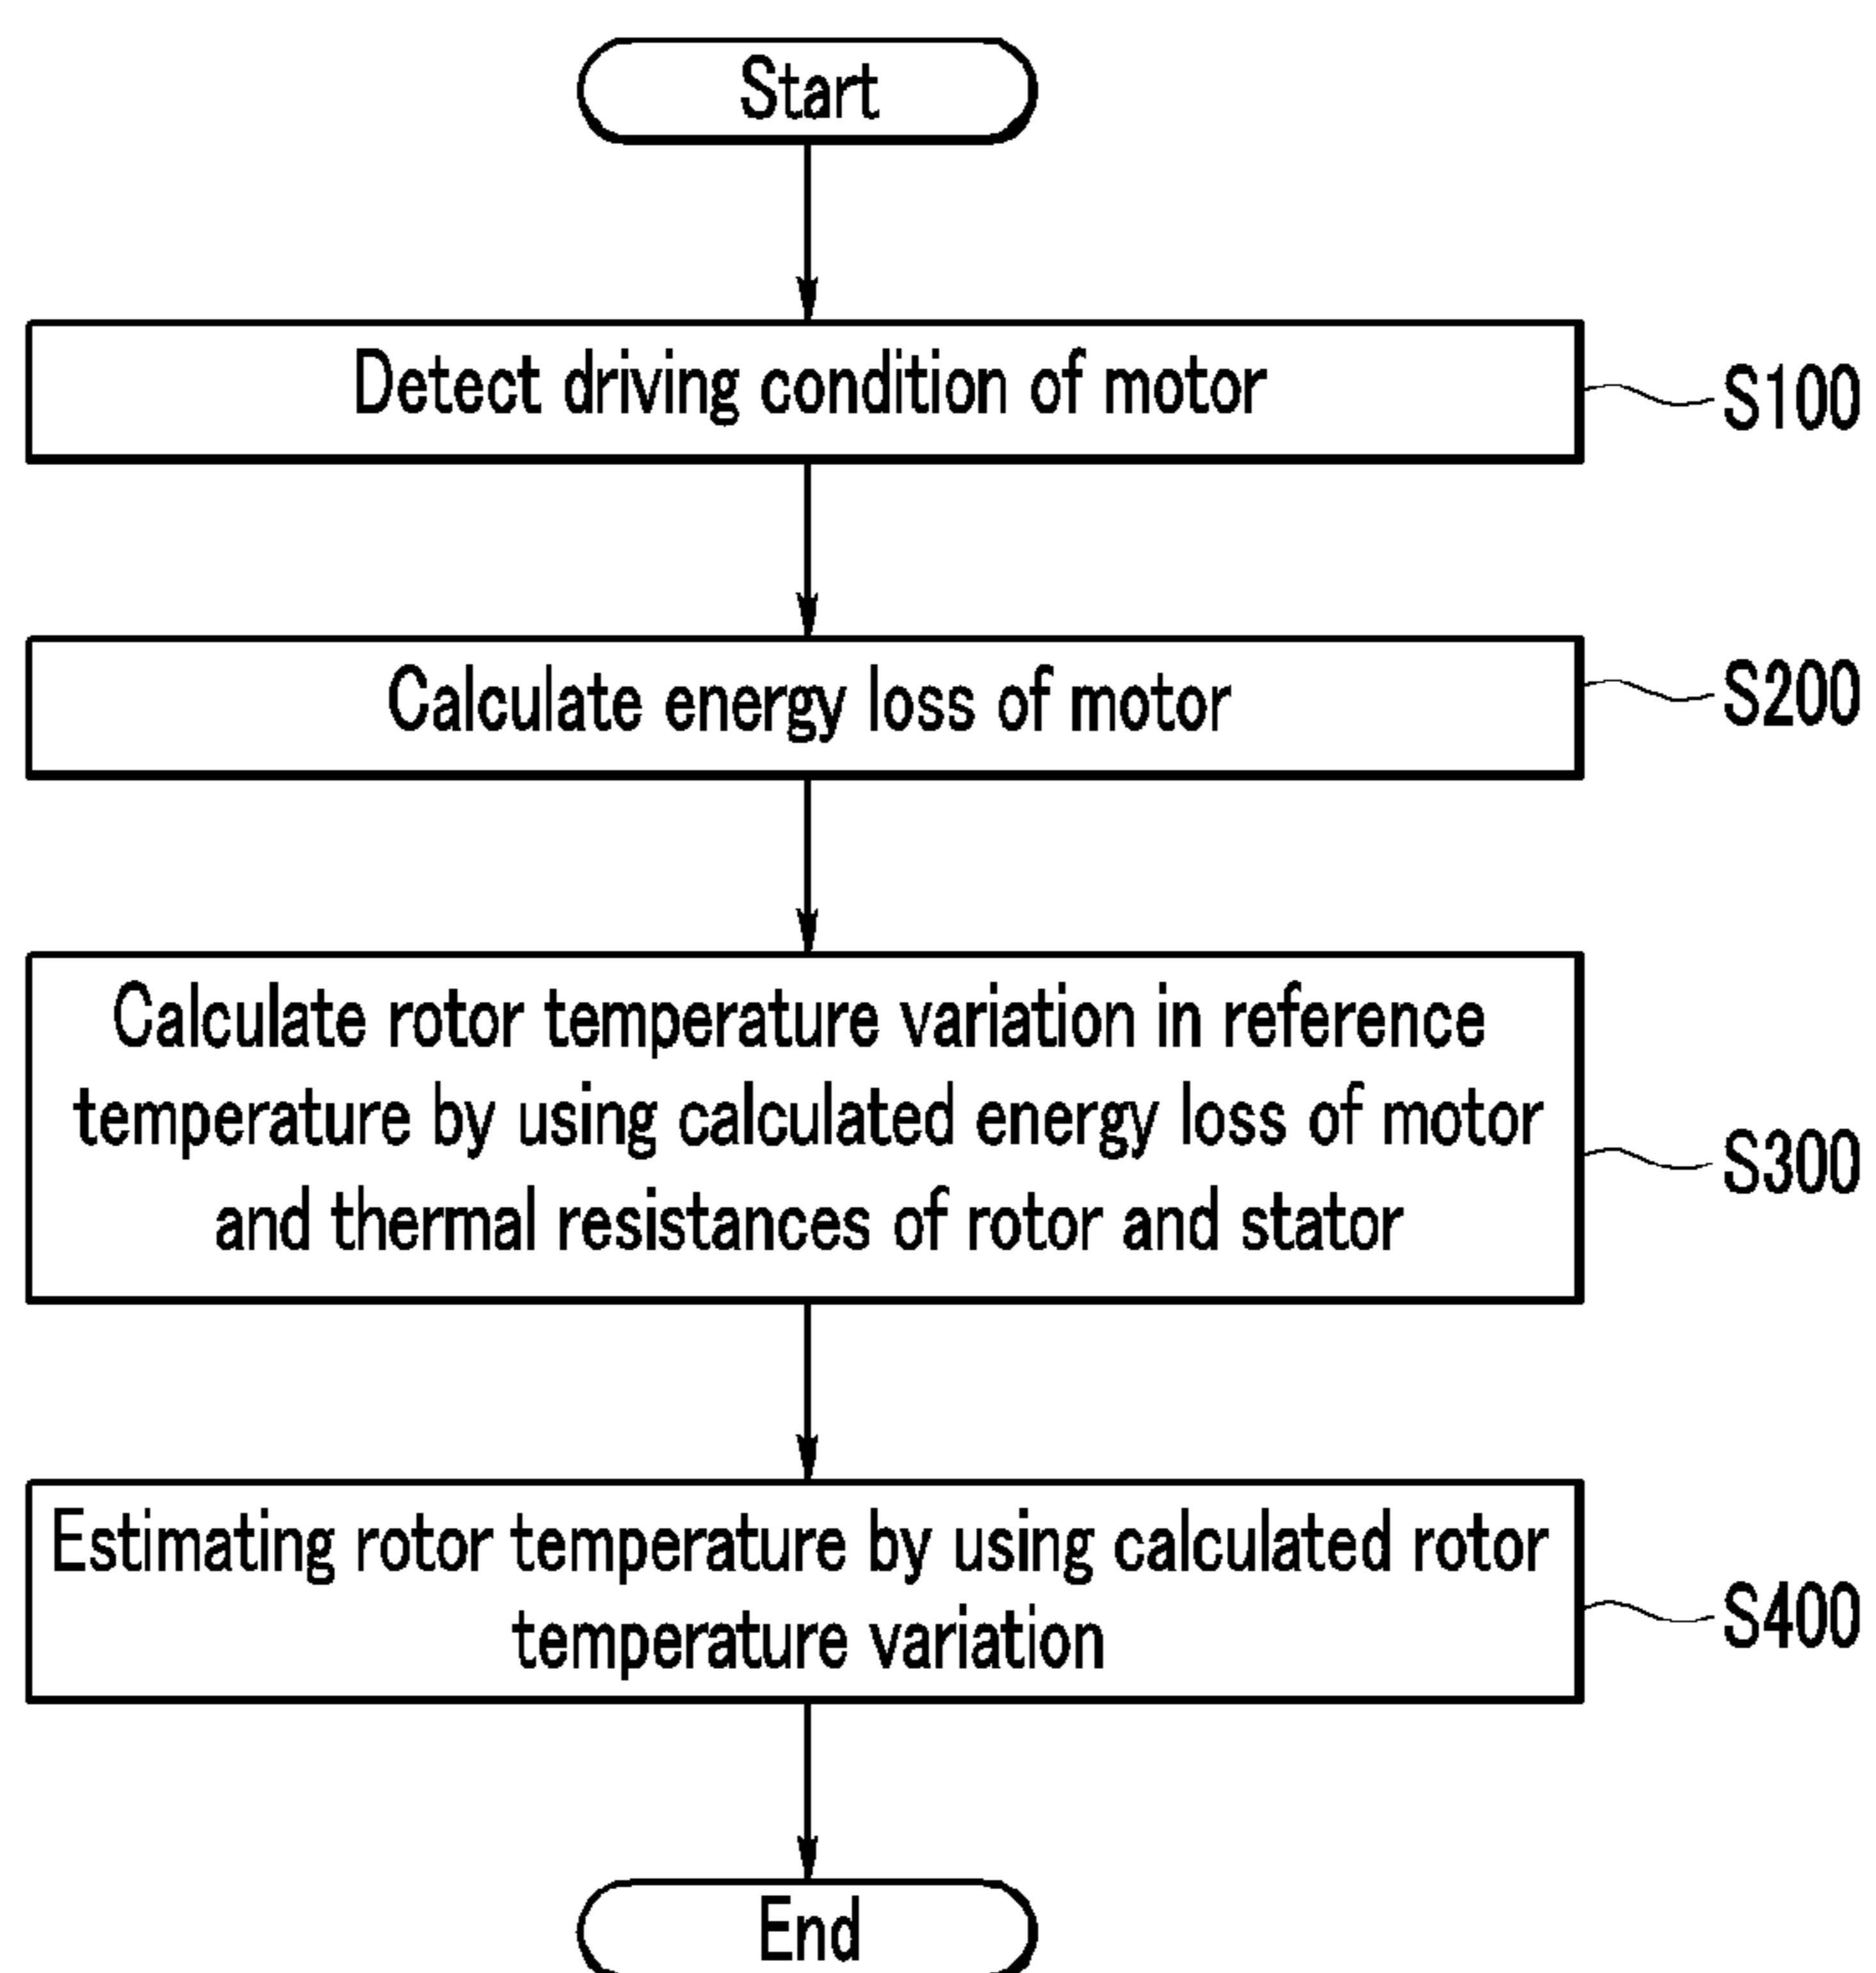 Start
Detect driving condition of motor
S100
Calculate energy loss of motor
S200
Calculate rotor temperature variation in reference
temperature by using calculated energy loss of motor
and thermal resistances of rotor and stator
S300
Estimating rotor temperature by using calculated rotor
temperature variation
S400
End